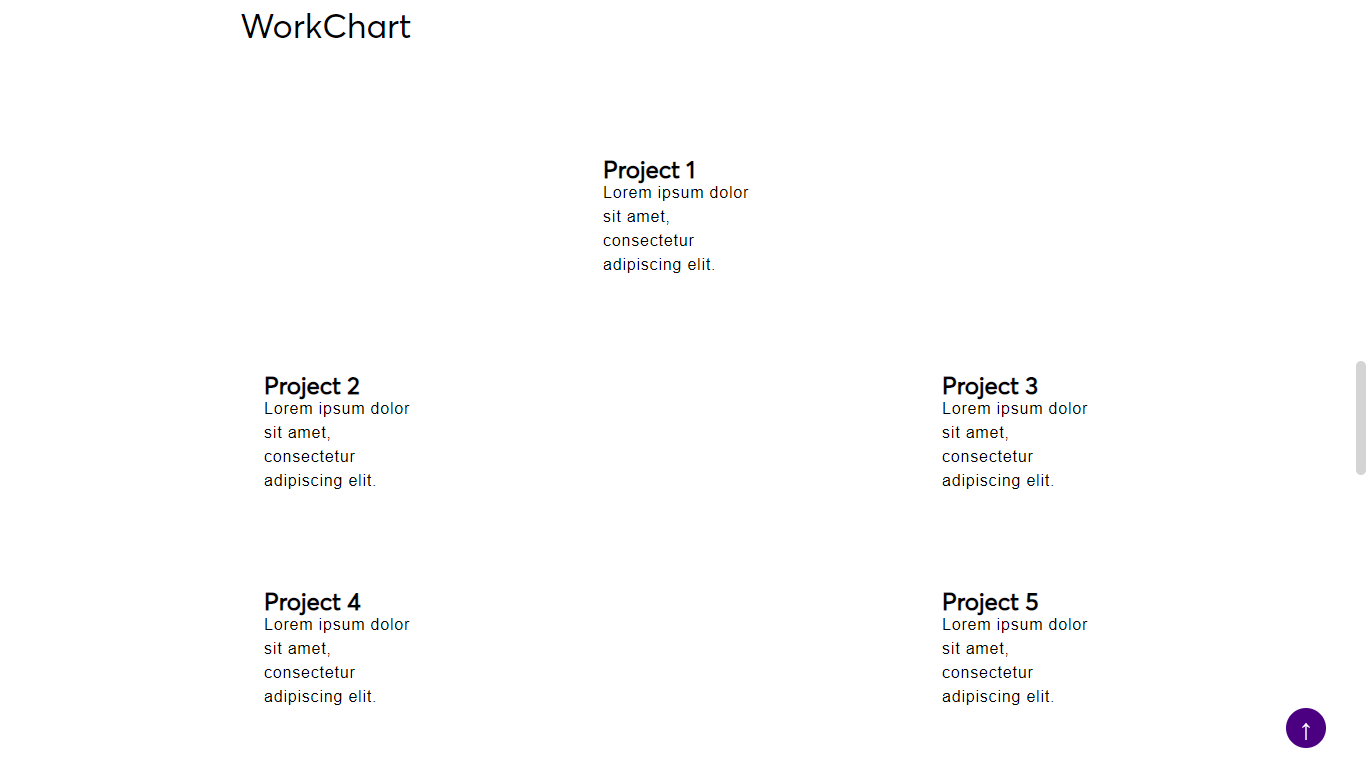 WorkChart
Project 1
Lorem ipsum dolor
sit amet,
consectetur
adipiscing elit.
Project 2
Lorem ipsum dolor
sit amet,
consectetur
adipiscing elit.
Project 3
Lorem ipsum dolor
sit amet,
consectetur
adipiscing elit.
Project 4
Lorem ipsum dolor
sit amet,
consectetur
adipiscing elit.
Project 5
Lorem ipsum dolor
sit amet,
consectetur
adipiscing elit.
↑